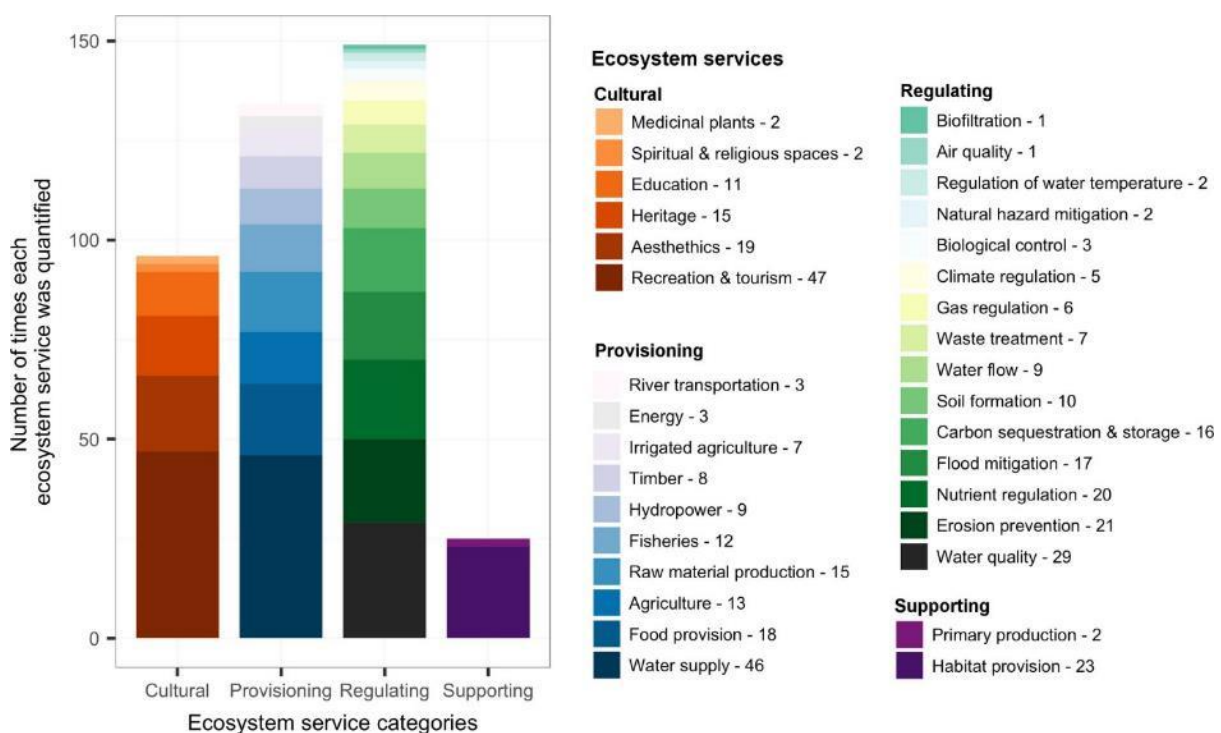 Number of times each
ecosystem service was quantified
150
100
50
0
Cultural Provisioning Regulating Supporting
Ecosystem service categories
Ecosystem services
Cultural
Medicinal plants - 2
Spiritual & religious spaces - 2
Education - 11
Heritage - 15
Aesthethics - 19
Recreation & tourism - 47
Provisioning
River transportation - 3
Energy - 3
Irrigated agriculture - 7
Timber - 8
Hydropower - 9
Fisheries - 12
Raw material production - 15
Agriculture - 13
Food provision - 18
Water supply - 46
Regulating
Biofiltration - 1
Air quality - 1
Regulation of water temperature - 2
Natural hazard mitigation - 2
Biological control - 3
Climate regulation - 5
Gas regulation - 6
Waste treatment - 7
Water flow - 9
Soil formation - 10
Carbon sequestration & storage - 16
Flood mitigation - 17
Nutrient regulation - 20
Erosion prevention - 21
Water quality - 29
Supporting
Primary production - 2
Habitat provision - 23